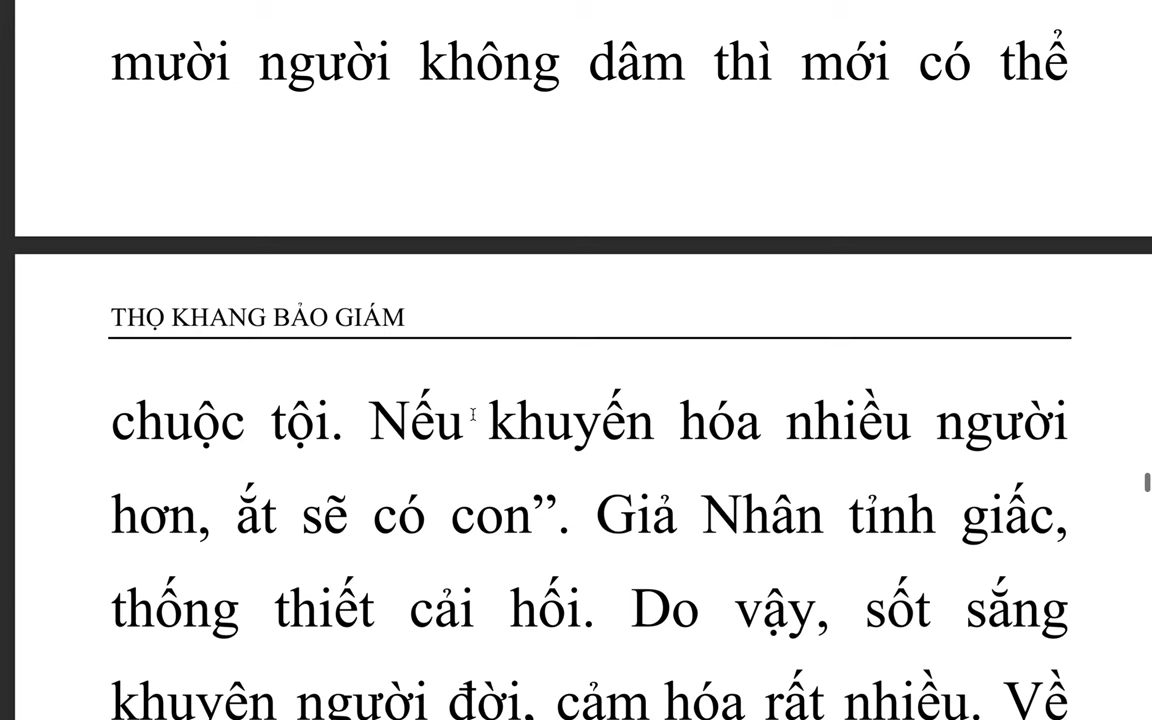 mười người không dâm thì mới có thể
THỌ KHANG BẢO GIÁM
chuộc tội. Nếu khuyến hóa nhiều người
hơn, ắt sẽ có con”. Giả Nhân tỉnh giấc,
thống thiết cải hối. Do vậy, sốt sắng
khuyên người đời, cảm hóa rất nhiều. Về